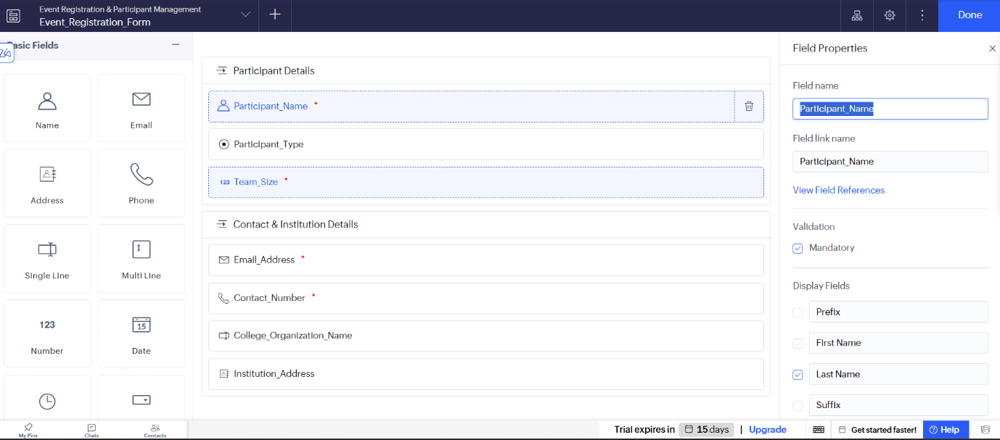 Event Registration & Participant Management
Event_Registration_Form
Done
Basic Fields
Name
Email
Address
Phone
Single Line
I
Multi Line
123
Number
15
Date
Participant Details
Participant_Name *
Participant_Type
123 Team_Size *
Contact & Institution Details
Email_Address *
Contact_Number *
College_Organization_Name
Institution_Address
Field Properties
Field name
Participant_Name
Field link name
Participant_Name
View Field References
Validation
Mandatory
Display Fields
Prefix
First Name
Last Name
Suffix
My Pins
Chats
Contacts
Trial expires in 15 days | Upgrade
Get started faster!
Help